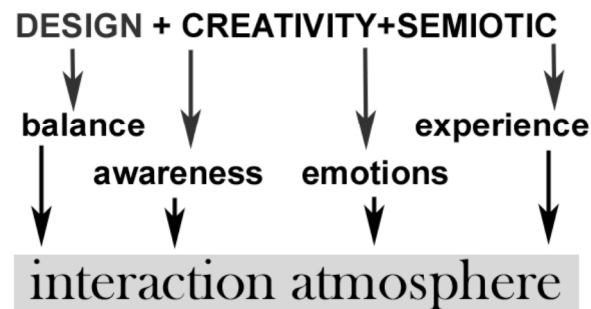 DESIGN + CREATIVITY+SEMIOTIC
balance experience
awareness emotions
interaction atmosphere